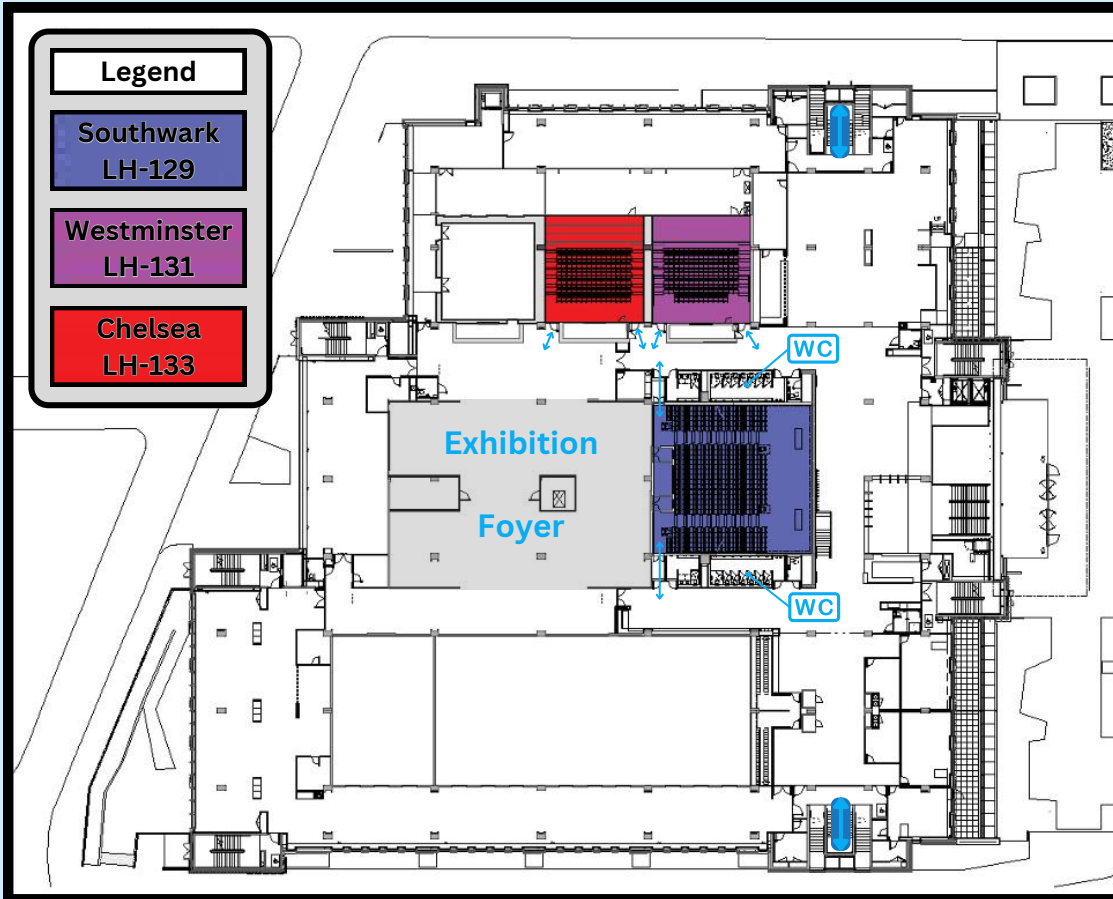 Legend
Southwark
LH-129
Westminster
LH-131
Chelsea
LH-133
WC
Exhibition
Foyer
WC